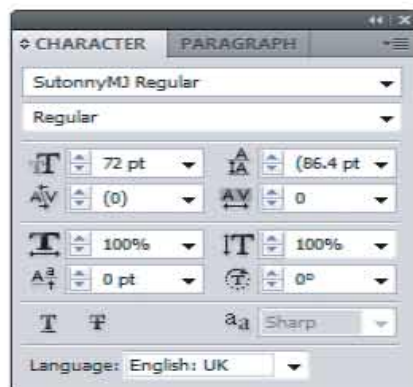 CHARACTER PARAGRAPH
SutonnyMJ Regular
Regular
72 pt (86.4 pt
(0) 0
100% 100%
0 pt 0°
T T aa Sharp
Language: English: UK